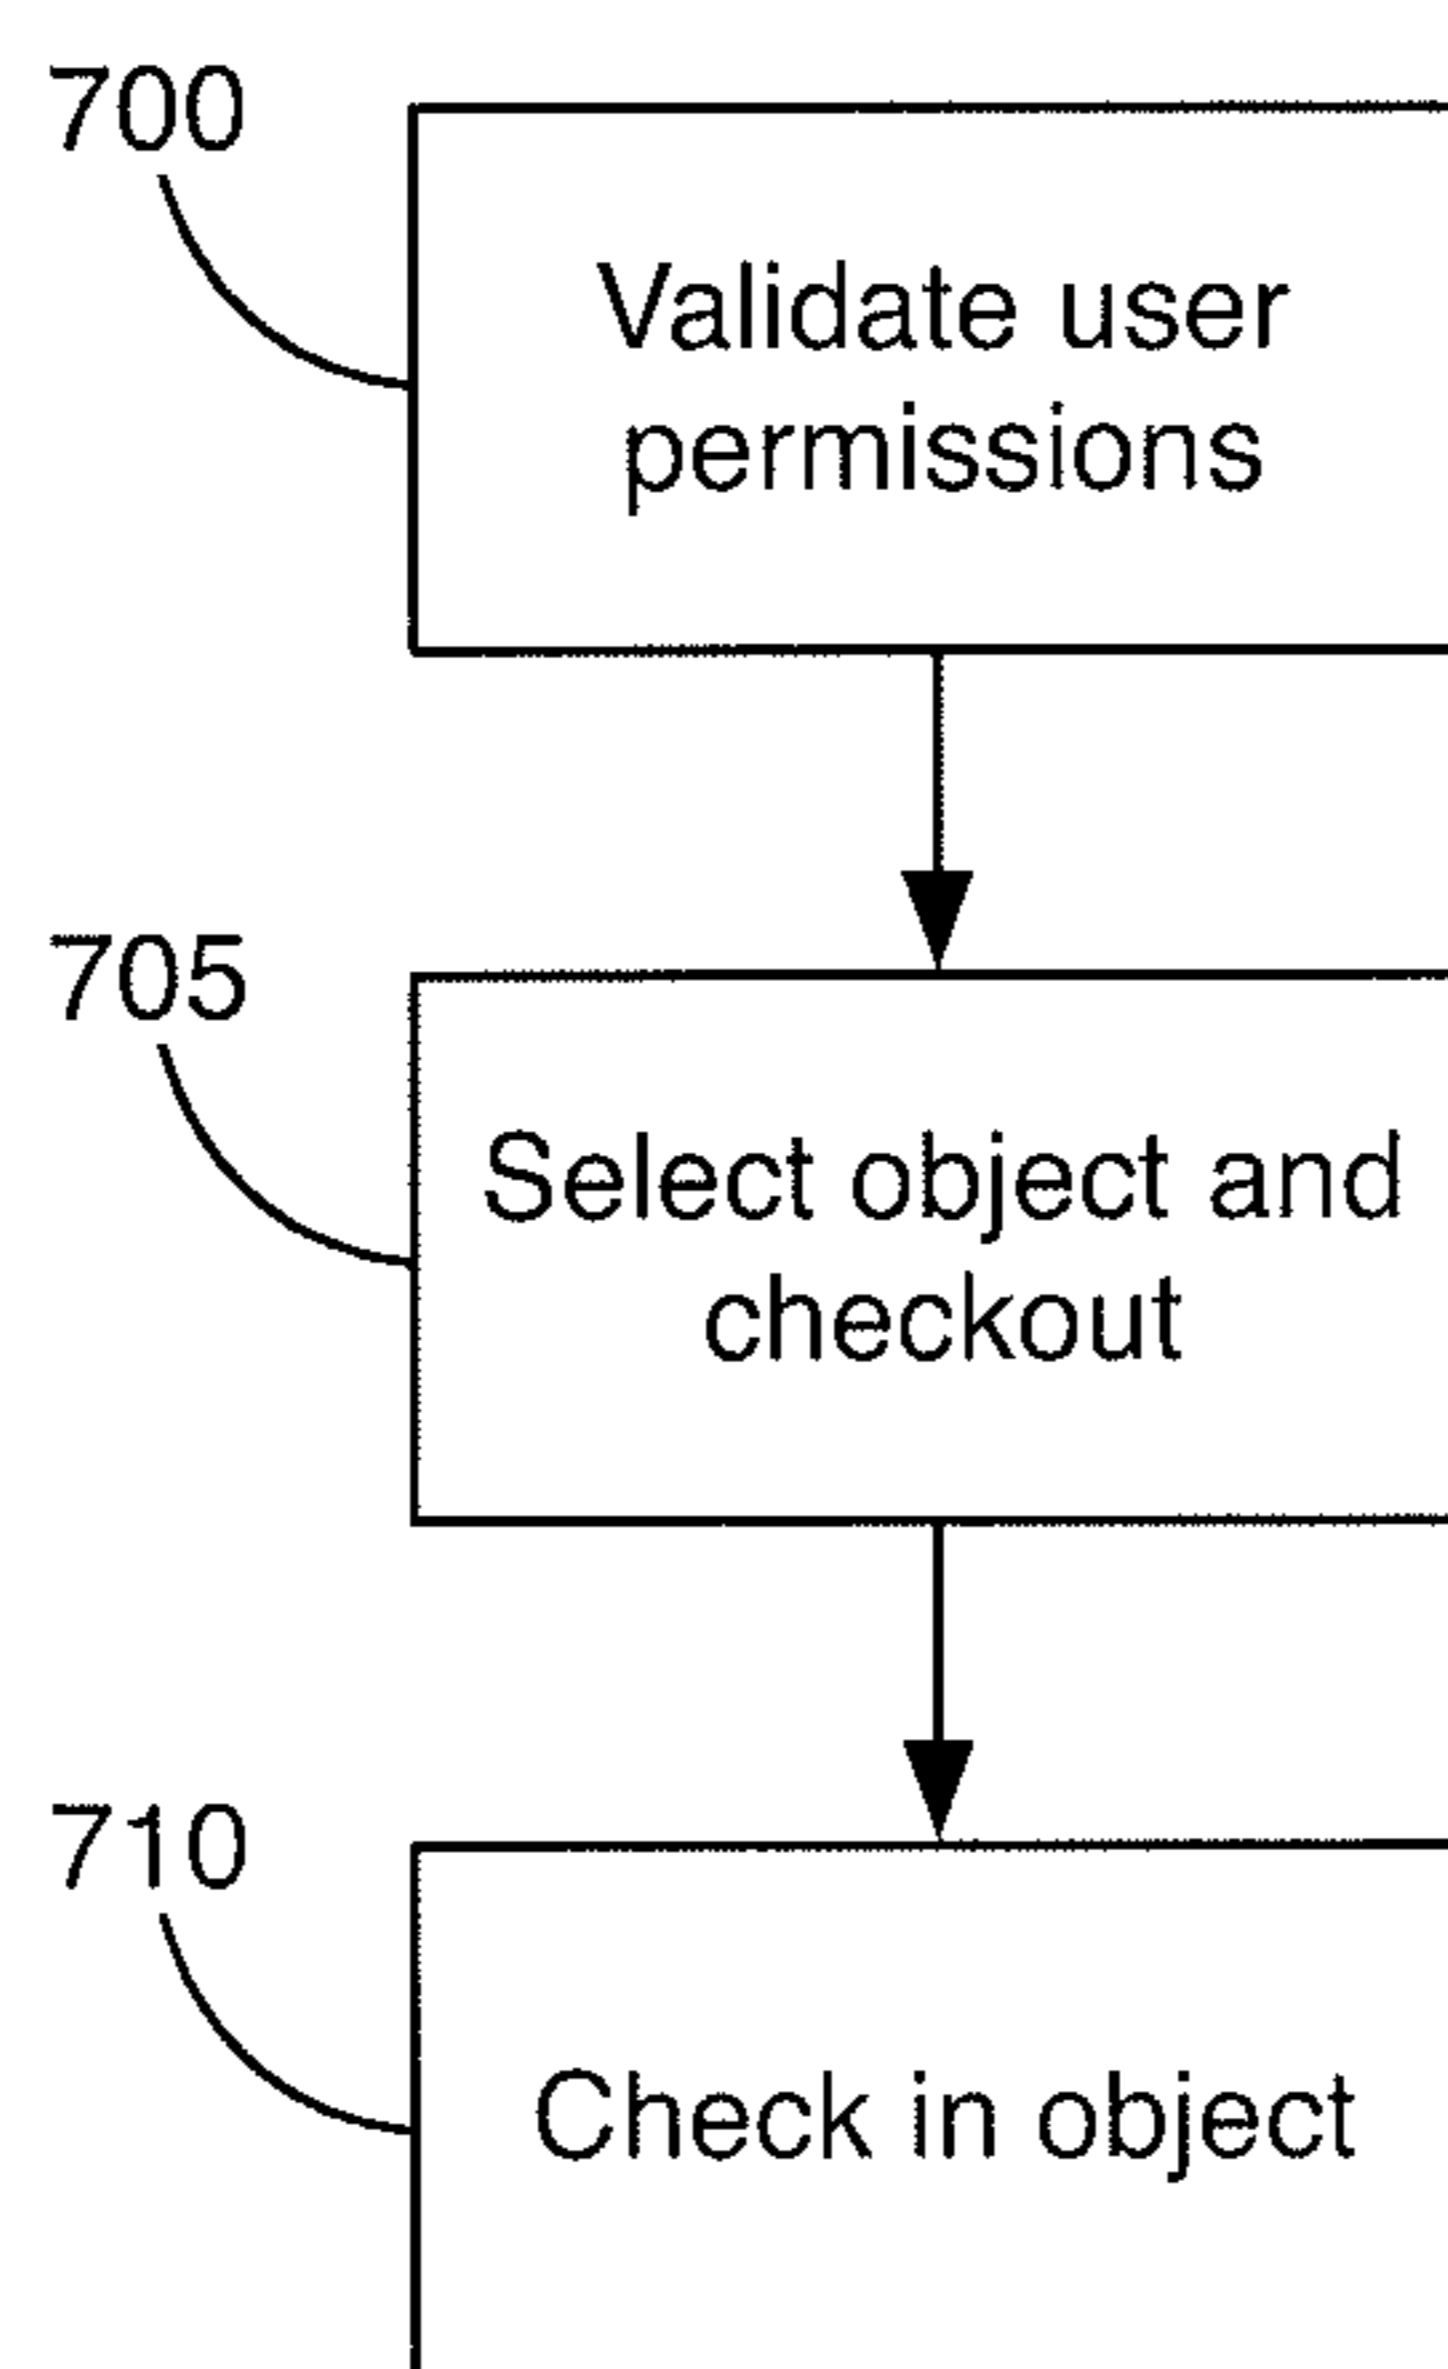 700
Validate user
permissions
705
Select object and
checkout
710
Check in object